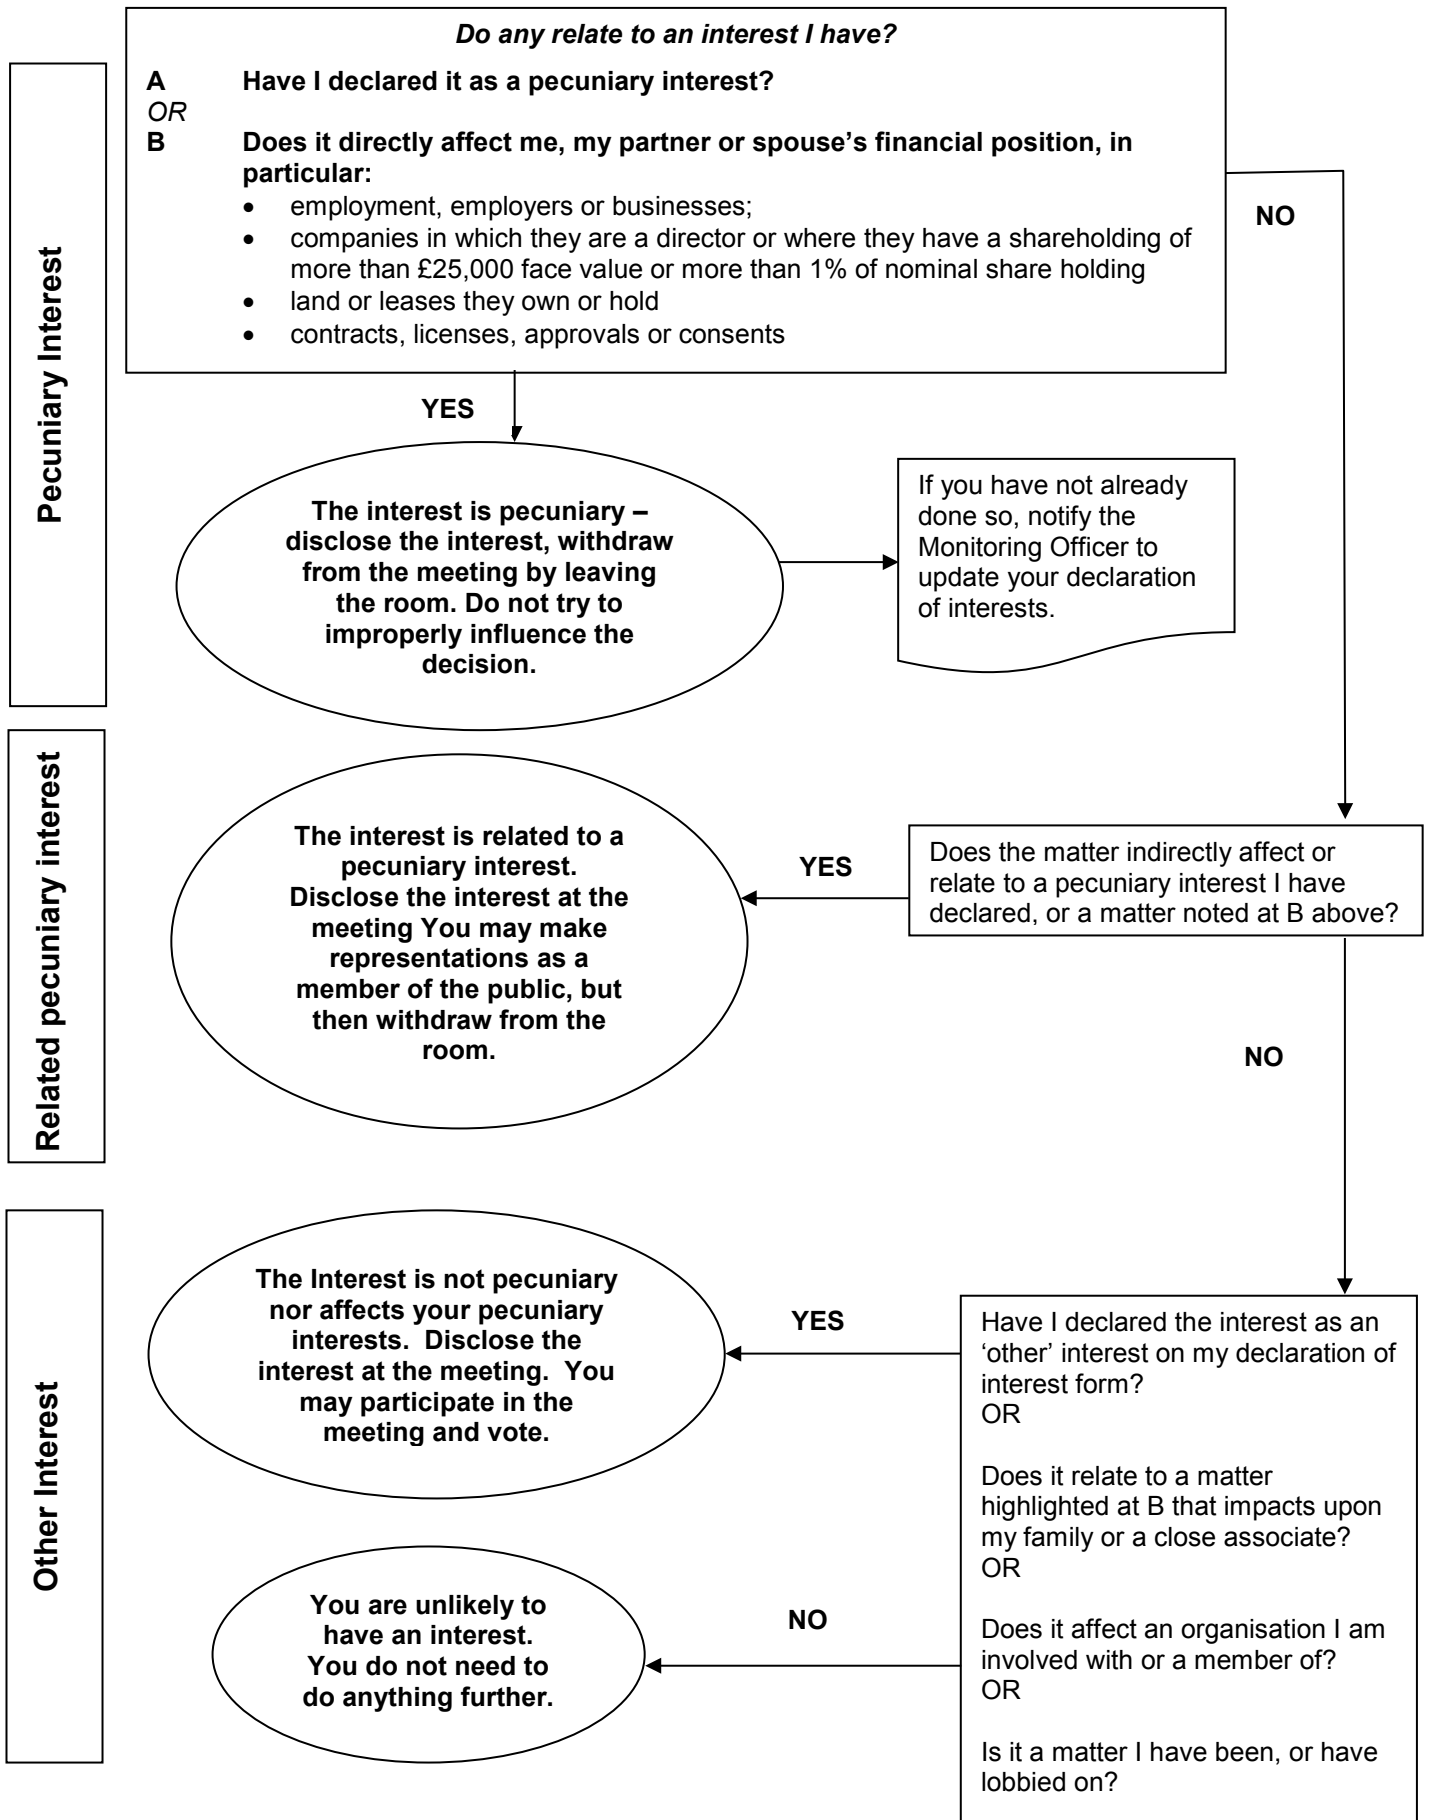 Do any relate to an interest I have?
A Have I declared it as a pecuniary interest?
OR
B Does it directly affect me, my partner or spouse’s financial position, in
particular:
• employment, employers or businesses;
• companies in which they are a director or where they have a shareholding of
more than £25,000 face value or more than 1% of nominal share holding
• land or leases they own or hold
• contracts, licenses, approvals or consents
NO
Pecuniary Interest
YES
The interest is pecuniary –
disclose the interest, withdraw
from the meeting by leaving
the room. Do not try to
improperly influence the
decision.
If you have not already
done so, notify the
Monitoring Officer to
update your declaration
of interests.
Related pecuniary interest
The interest is related to a
pecuniary interest.
Disclose the interest at the
meeting You may make
representations as a
member of the public, but
then withdraw from the
room.
YES
Does the matter indirectly affect or
relate to a pecuniary interest I have
declared, or a matter noted at B above?
NO
Other Interest
The Interest is not pecuniary
nor affects your pecuniary
interests. Disclose the
interest at the meeting. You
may participate in the
meeting and vote.
YES
Have I declared the interest as an
‘other’ interest on my declaration of
interest form?
OR
Does it relate to a matter
highlighted at B that impacts upon
my family or a close associate?
OR
Does it affect an organisation I am
involved with or a member of?
OR
Is it a matter I have been, or have
lobbied on?
NO
You are unlikely to
have an interest.
You do not need to
do anything further.